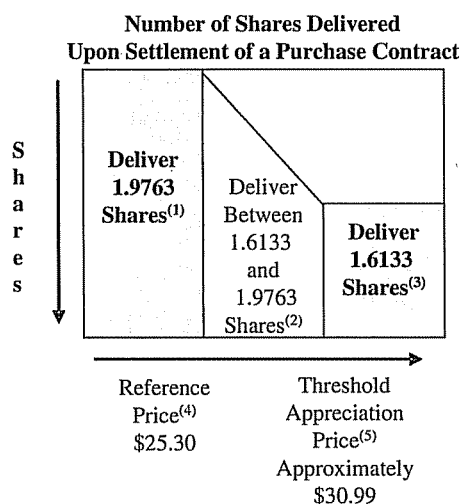 Number of Shares Delivered
Upon Settlement of a Purchase Contract
Shares
Deliver
1.9763
Shares(1)
Deliver
Between
1.6133
and
1.9763
Shares(2)
Deliver
1.6133
Shares(3)
Reference
Price(4)
$25.30
Threshold
Appreciation
Price(5)
Approximately
$30.99